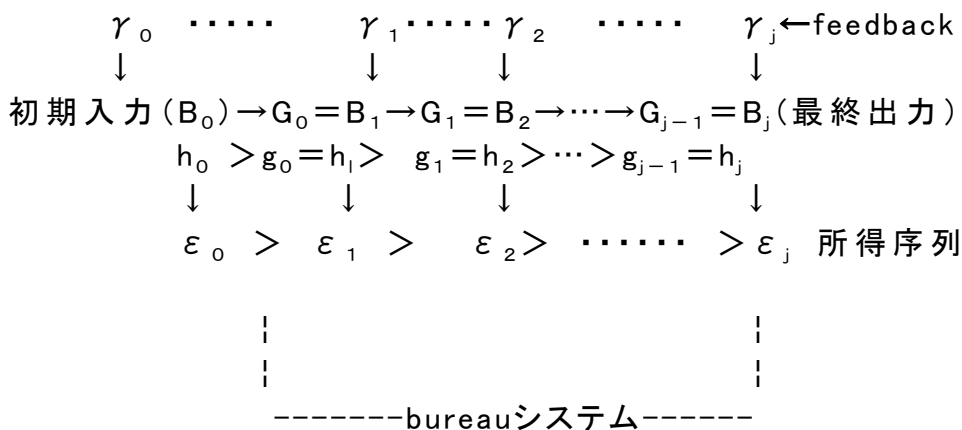 γ₀ ····· γ₁ ····· γ₂ ····· γⱼ←feedback
↓ ↓ ↓ ↓
初期入力(B₀)→G₀=B₁→G₁=B₂→…→Gⱼ₋₁=Bⱼ(最終出力)
h₀ >g₀=hₗ> g₁=h₂>…>gⱼ₋₁=hⱼ
↓ ↓ ↓ ↓
ε₀ > ε₁ > ε₂> ······ >εⱼ 所得序列
-------bureauシステム------